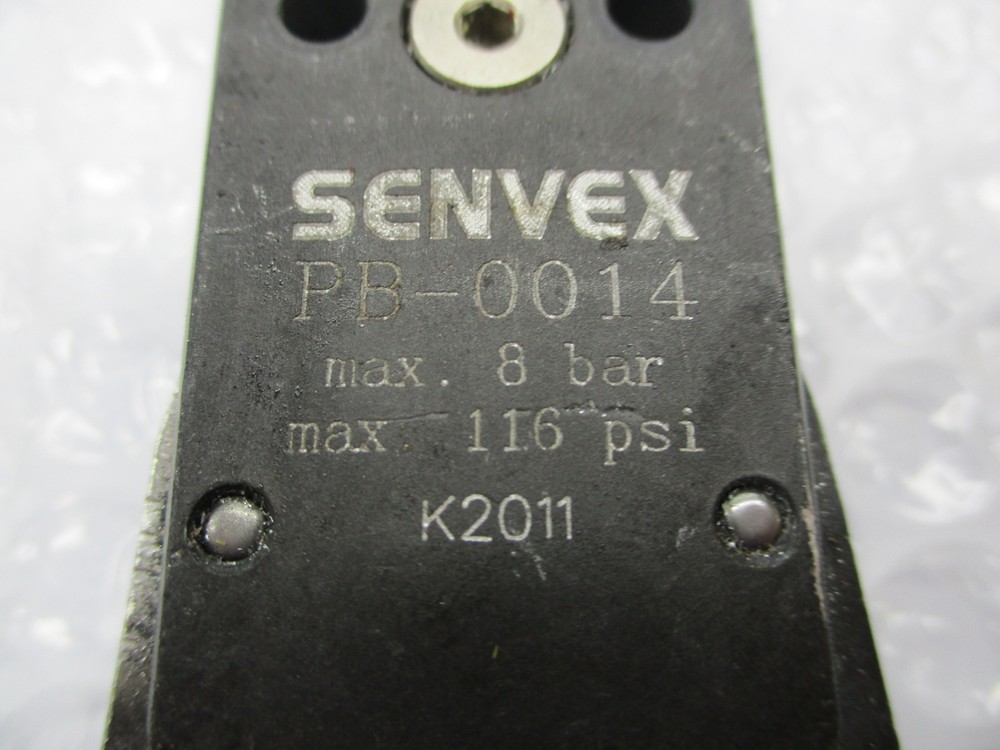 SENVEX
PB-0014
max. 8 bar
max. 116 psi
K2011